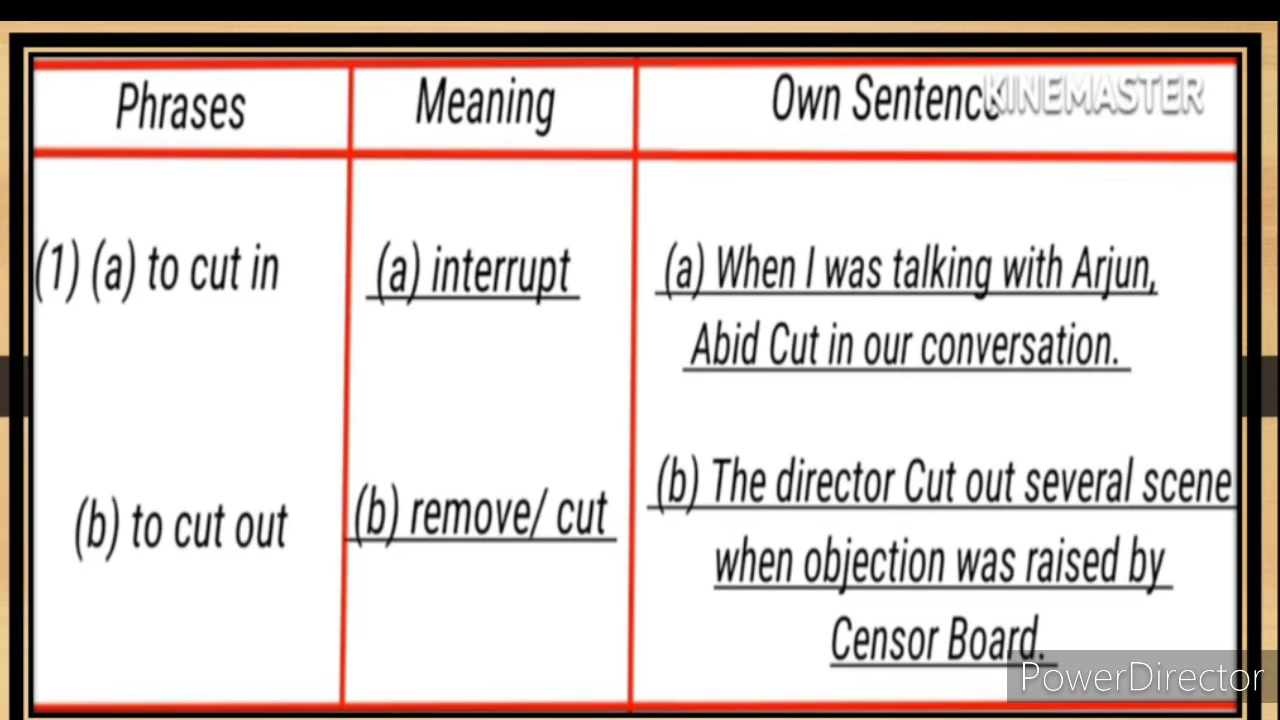 Phrases Meaning Own Sentence KINEMASTER
(1) (a) to cut in (a) interrupt (a) When I was talking with Arjun,
Abid Cut in our conversation.
(b) to cut out (b) remove/ cut (b) The director Cut out several scene
when objection was raised by
Censor Board.
PowerDirector